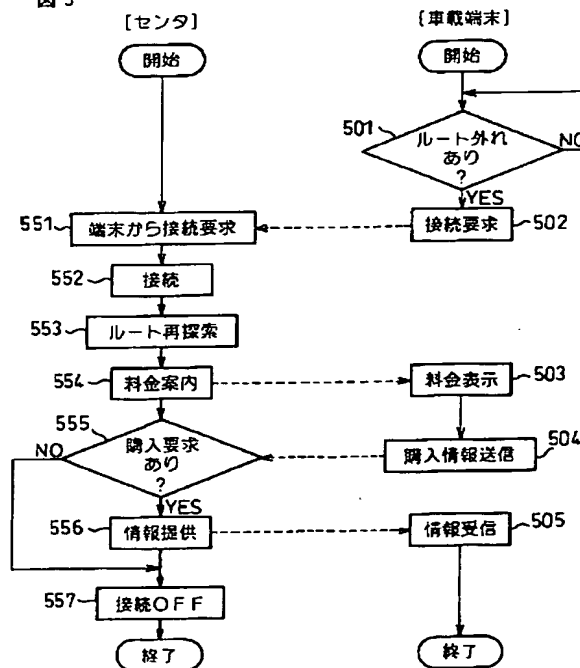 [センタ]
開始
551
端末から接続要求
552
接続
553
ルート再探索
554
料金案内
555
NO
購入要求
あり
?
YES
556
情報提供
557
接続OFF
終了
[車載端末]
開始
501
ルート外れ
あり
?
NO
YES
接続要求
502
料金表示
503
購入情報送信
504
情報受信
505
終了